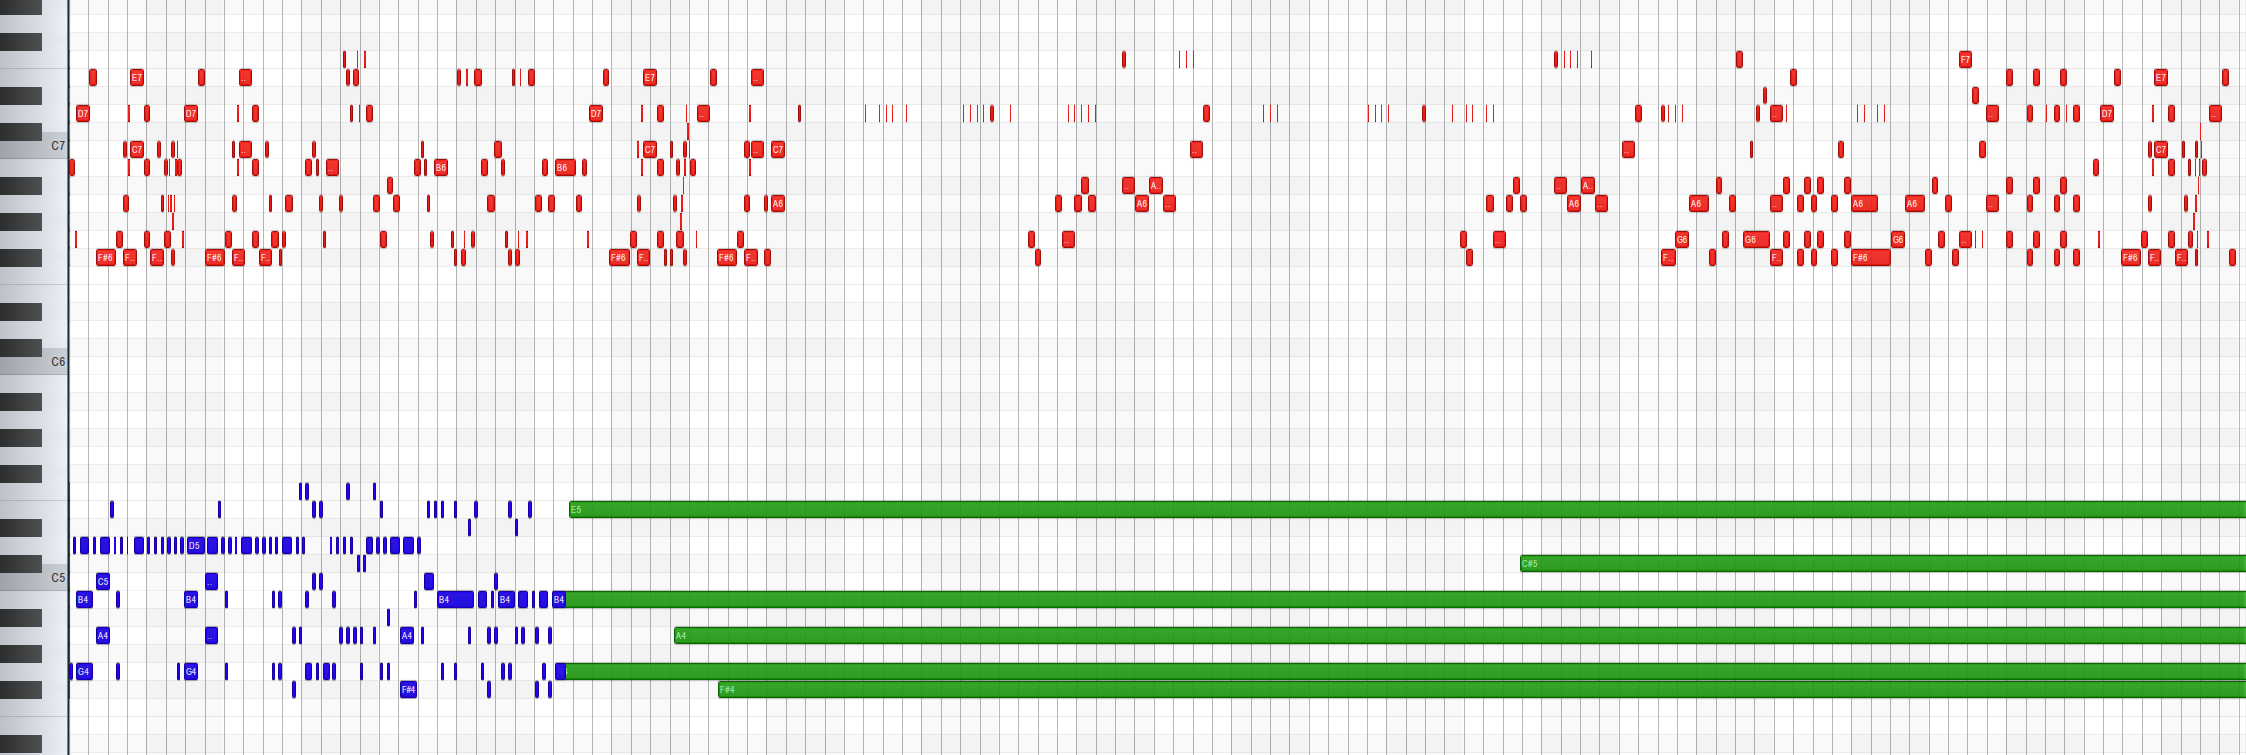 F7
E7 .. E7 .. E7
D7 D7 D7 .. .. .. D7 ..
C7 C7 .. C7 .. C7 .. .. C7
.. B6 B6
.. A.. .. A..
A6 A6 .. A6 .. A6 .. A6 A6 ..
.. .. G6 G6 G6 ..
F#6 F.. F.. F#6 F.. F.. F#6 F.. F#6 F.. F.. F.. F#6 F#6 F.. F..
C6
E5
D5
C#5
C5 C5 ..
B4 B4 B4 B4 B4
A4 .. A4 A4
G4 G4
F#4 F#4